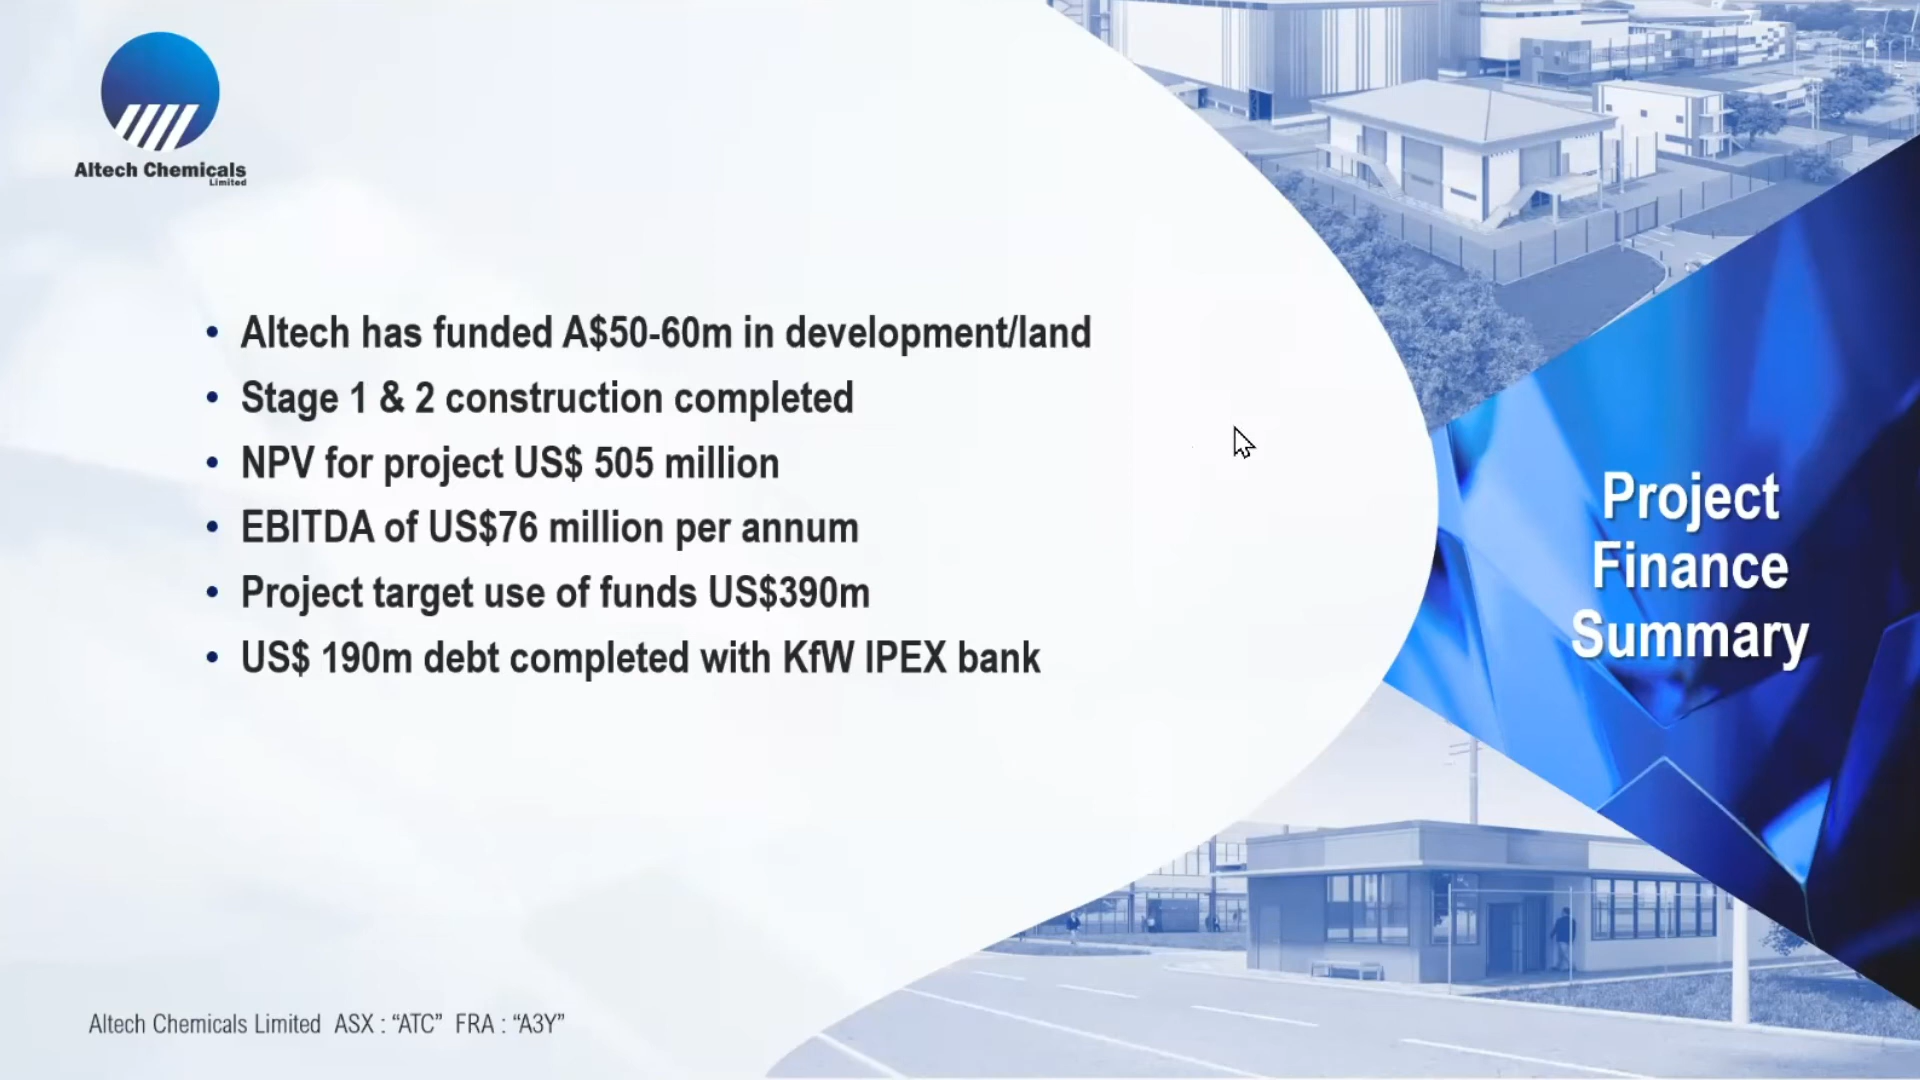 Altech Chemicals
Limited
• Altech has funded A$50-60m in development/land
• Stage 1 & 2 construction completed
• NPV for project US$ 505 million
• EBITDA of US$76 million per annum
• Project target use of funds US$390m
• US$ 190m debt completed with KfW IPEX bank
Project
Finance
Summary
Altech Chemicals Limited ASX : “ATC” FRA : “A3Y”